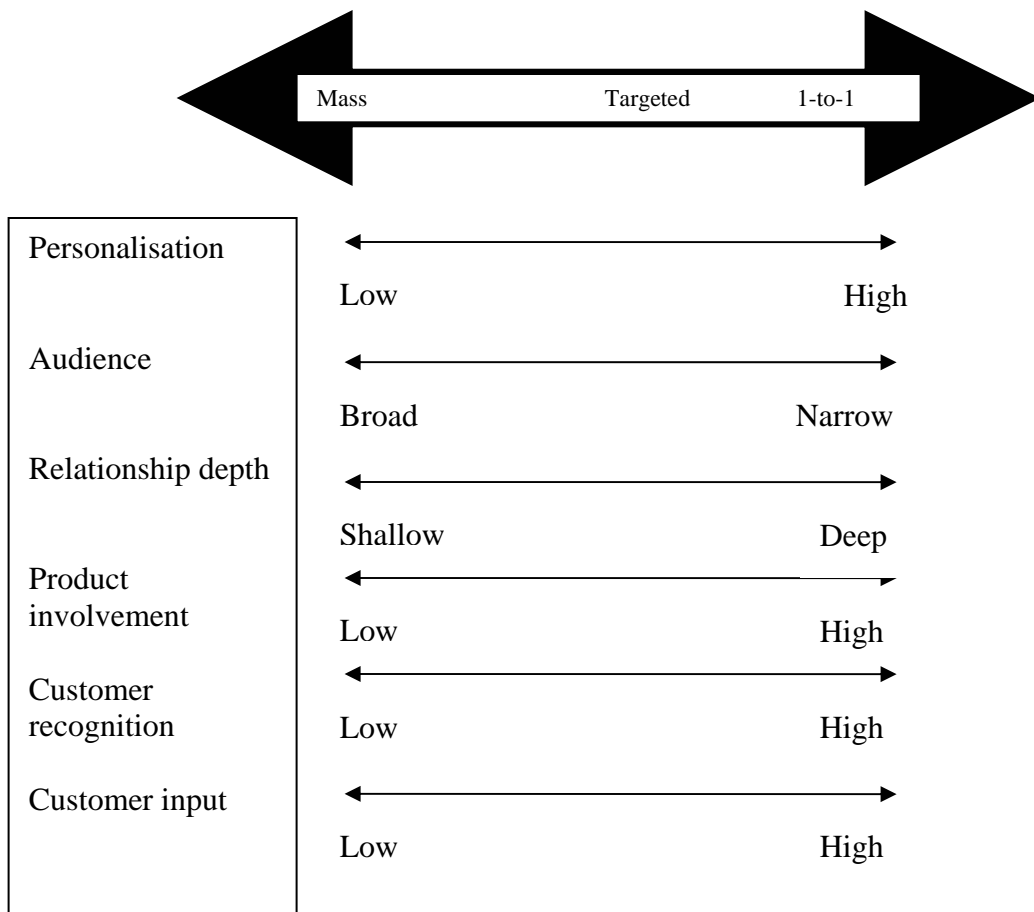 Mass Targeted 1-to-1
Personalisation
Low High
Audience
Broad Narrow
Relationship depth
Shallow Deep
Product
involvement
Low High
Customer
recognition
Low High
Customer input
Low High